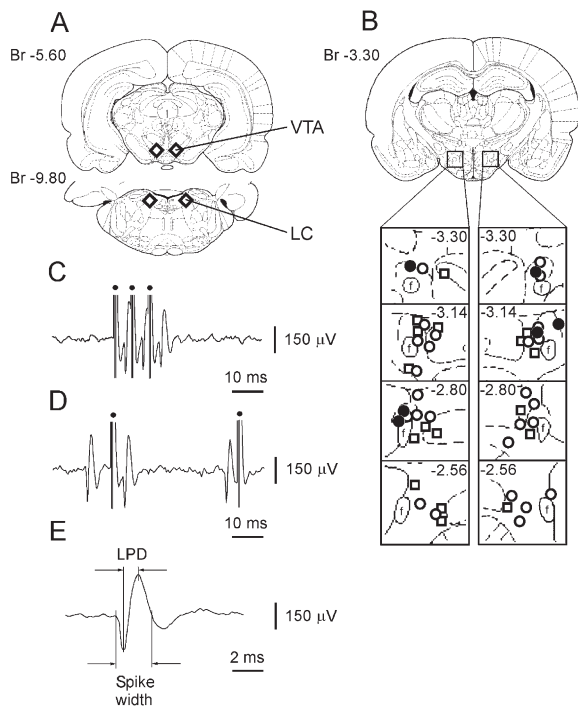 A
Br -5.60
VTA
Br -9.80
LC
B
Br -3.30
-3.30
-3.30
f
f
-3.14
-3.14
f
f
-2.80
-2.80
f
f
-2.56
-2.56
f
f
C
150 μV
10 ms
D
150 μV
10 ms
E
LPD
150 μV
2 ms
Spike
width